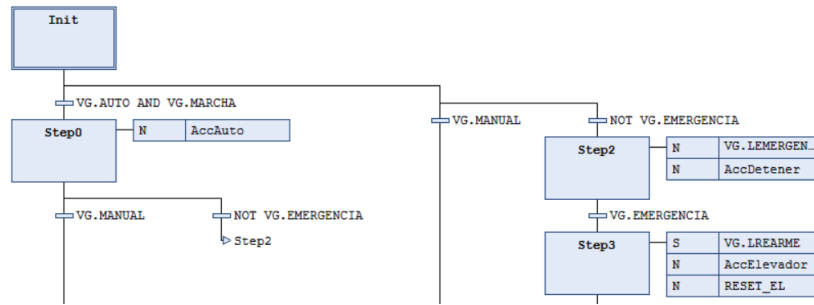 Init
VG.AUTO AND VG.MARCHA
VG.MANUAL
NOT VG.EMERGENCIA
Step0
N AccAuto
Step2
N VG.LEMERGEN...
N AccDetener
VG.MANUAL
NOT VG.EMERGENCIA
VG.EMERGENCIA
Step2
Step3
S VG.LREARME
N AccElevador
N RESET_EL